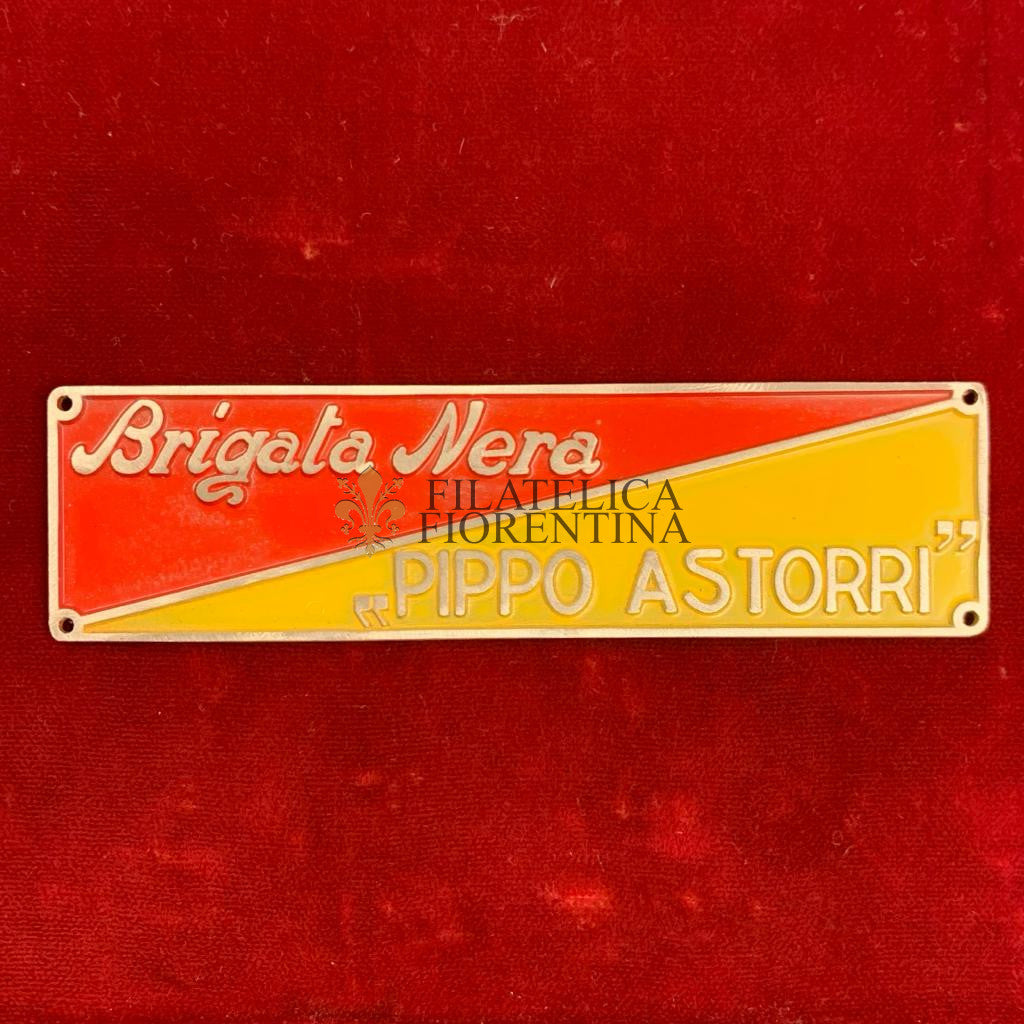 Brigata Nera
FILATELICA
FIORENTINA
„PIPPO ASTORRI”